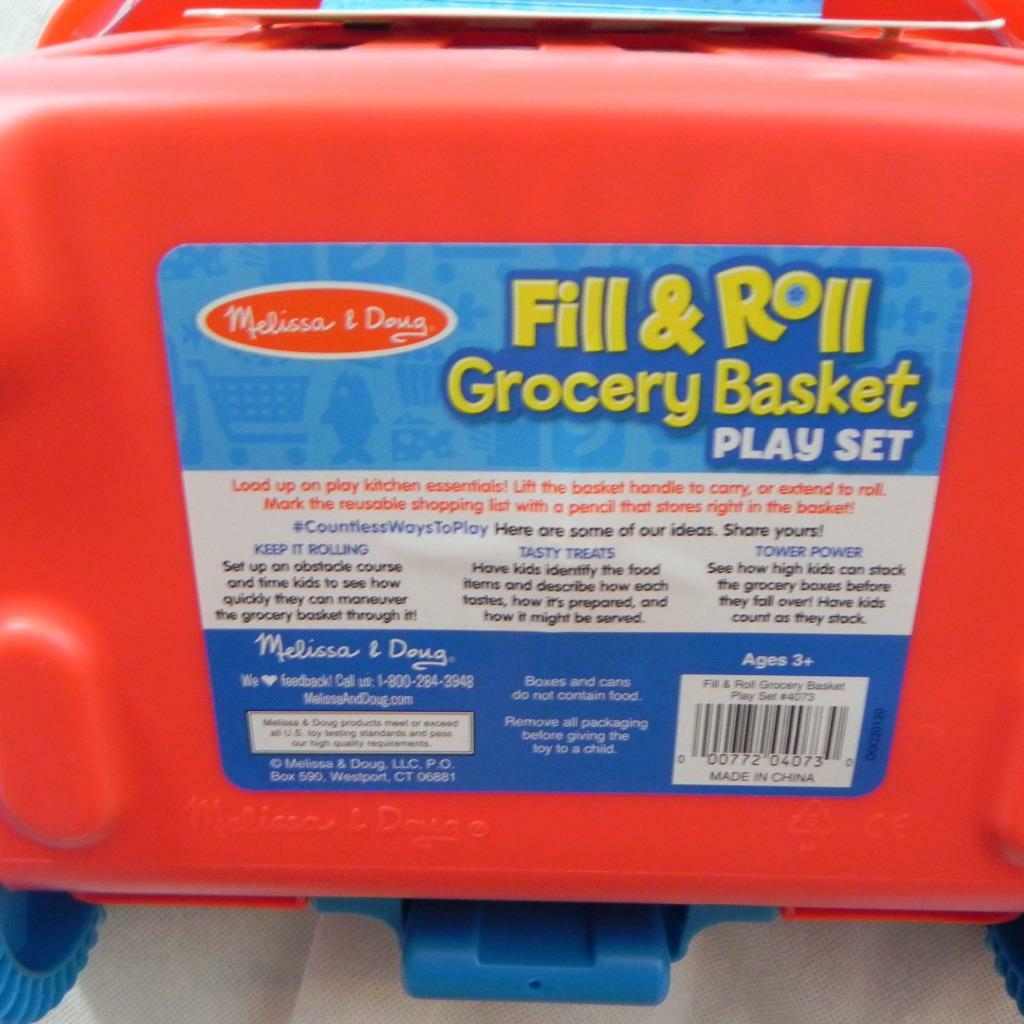 Melissa & Doug
Fill & Roll
Grocery Basket
PLAY SET
Load up on play kitchen essentials! Lift the basket handle to carry, or extend to roll.
Mark the reusable shopping list with a pencil that stores right in the basket!
#CountlessWaysToPlay Here are some of our ideas. Share yours!
KEEP IT ROLLING
Set up an obstacle course
and time kids to see how
quickly they can maneuver
the grocery basket through it!
TASTY TREATS
Have kids identify the food
items and describe how each
tastes, how it's prepared, and
how it might be served.
TOWER POWER
See how high kids can stack
the grocery boxes before
they fall over! Have kids
count as they stack.
Melissa & Doug®
We ♥ feedback! Call us: 1-800-284-3948
MelissaAndDoug.com
Melissa & Doug products meet or exceed
all U.S. toy testing standards and pass
our high quality requirements.
© Melissa & Doug, LLC, P.O.
Box 590, Westport, CT 06881
Boxes and cans
do not contain food.
Remove all packaging
before giving the
toy to a child.
Ages 3+
Fill & Roll Grocery Basket
Play Set #4073
0 00772 04073 0
MADE IN CHINA
Melissa & Doug
CE